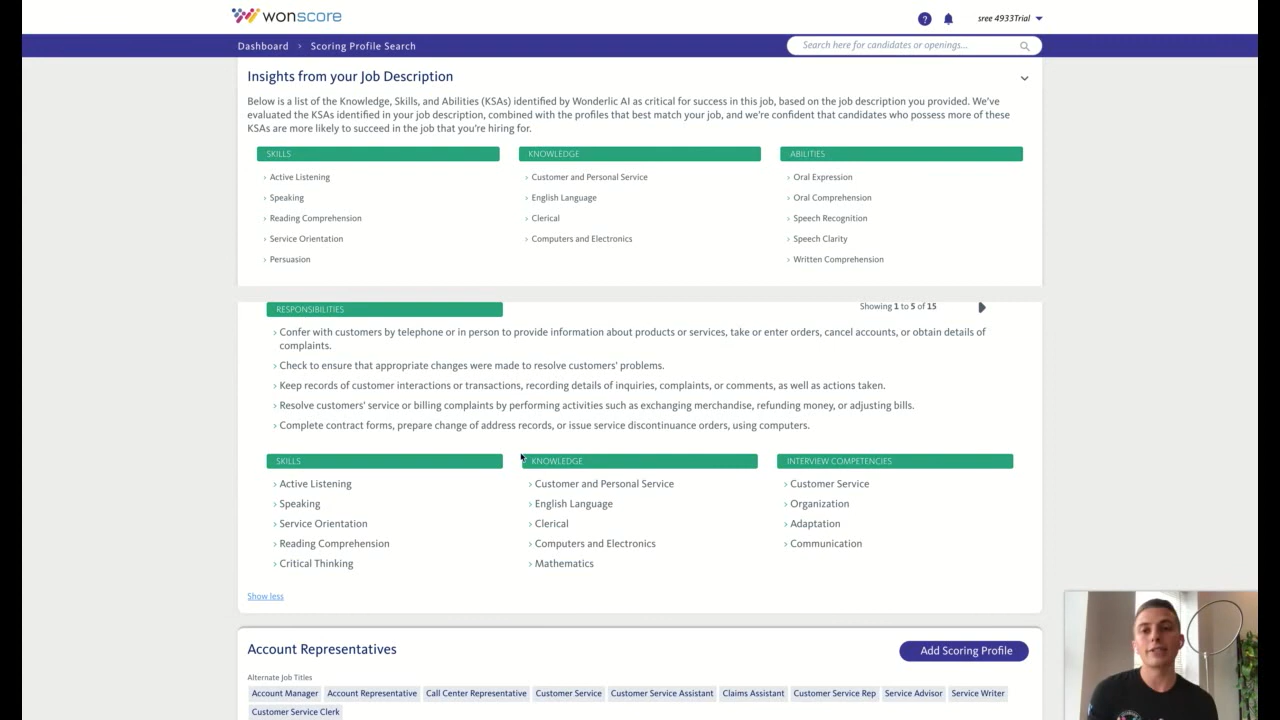 wonscore
?
sree 4933Trial
Dashboard > Scoring Profile Search
Search here for candidates or openings...
Insights from your Job Description
Below is a list of the Knowledge, Skills, and Abilities (KSAs) identified by Wonderlic AI as critical for success in this job, based on the job description you provided. We've
evaluated the KSAs identified in your job description, combined with the profiles that best match your job, and we're confident that candidates who possess more of these
KSAs are more likely to succeed in the job that you're hiring for.
SKILLS
> Active Listening
> Speaking
> Reading Comprehension
> Service Orientation
> Persuasion
KNOWLEDGE
> Customer and Personal Service
> English Language
> Clerical
> Computers and Electronics
ABILITIES
> Oral Expression
> Oral Comprehension
> Speech Recognition
> Speech Clarity
> Written Comprehension
RESPONSIBILITIES
Showing 1 to 5 of 15
> Confer with customers by telephone or in person to provide information about products or services, take or enter orders, cancel accounts, or obtain details of
complaints.
> Check to ensure that appropriate changes were made to resolve customers' problems.
> Keep records of customer interactions or transactions, recording details of inquiries, complaints, or comments, as well as actions taken.
> Resolve customers' service or billing complaints by performing activities such as exchanging merchandise, refunding money, or adjusting bills.
> Complete contract forms, prepare change of address records, or issue service discontinuance orders, using computers.
SKILLS
> Active Listening
> Speaking
> Service Orientation
> Reading Comprehension
> Critical Thinking
KNOWLEDGE
> Customer and Personal Service
> English Language
> Clerical
> Computers and Electronics
> Mathematics
INTERVIEW COMPETENCIES
> Customer Service
> Organization
> Adaptation
> Communication
Show less
Account Representatives
Add Scoring Profile
Alternate Job Titles
Account Manager Account Representative Call Center Representative Customer Service Customer Service Assistant Claims Assistant Customer Service Rep Service Advisor Service Writer
Customer Service Clerk